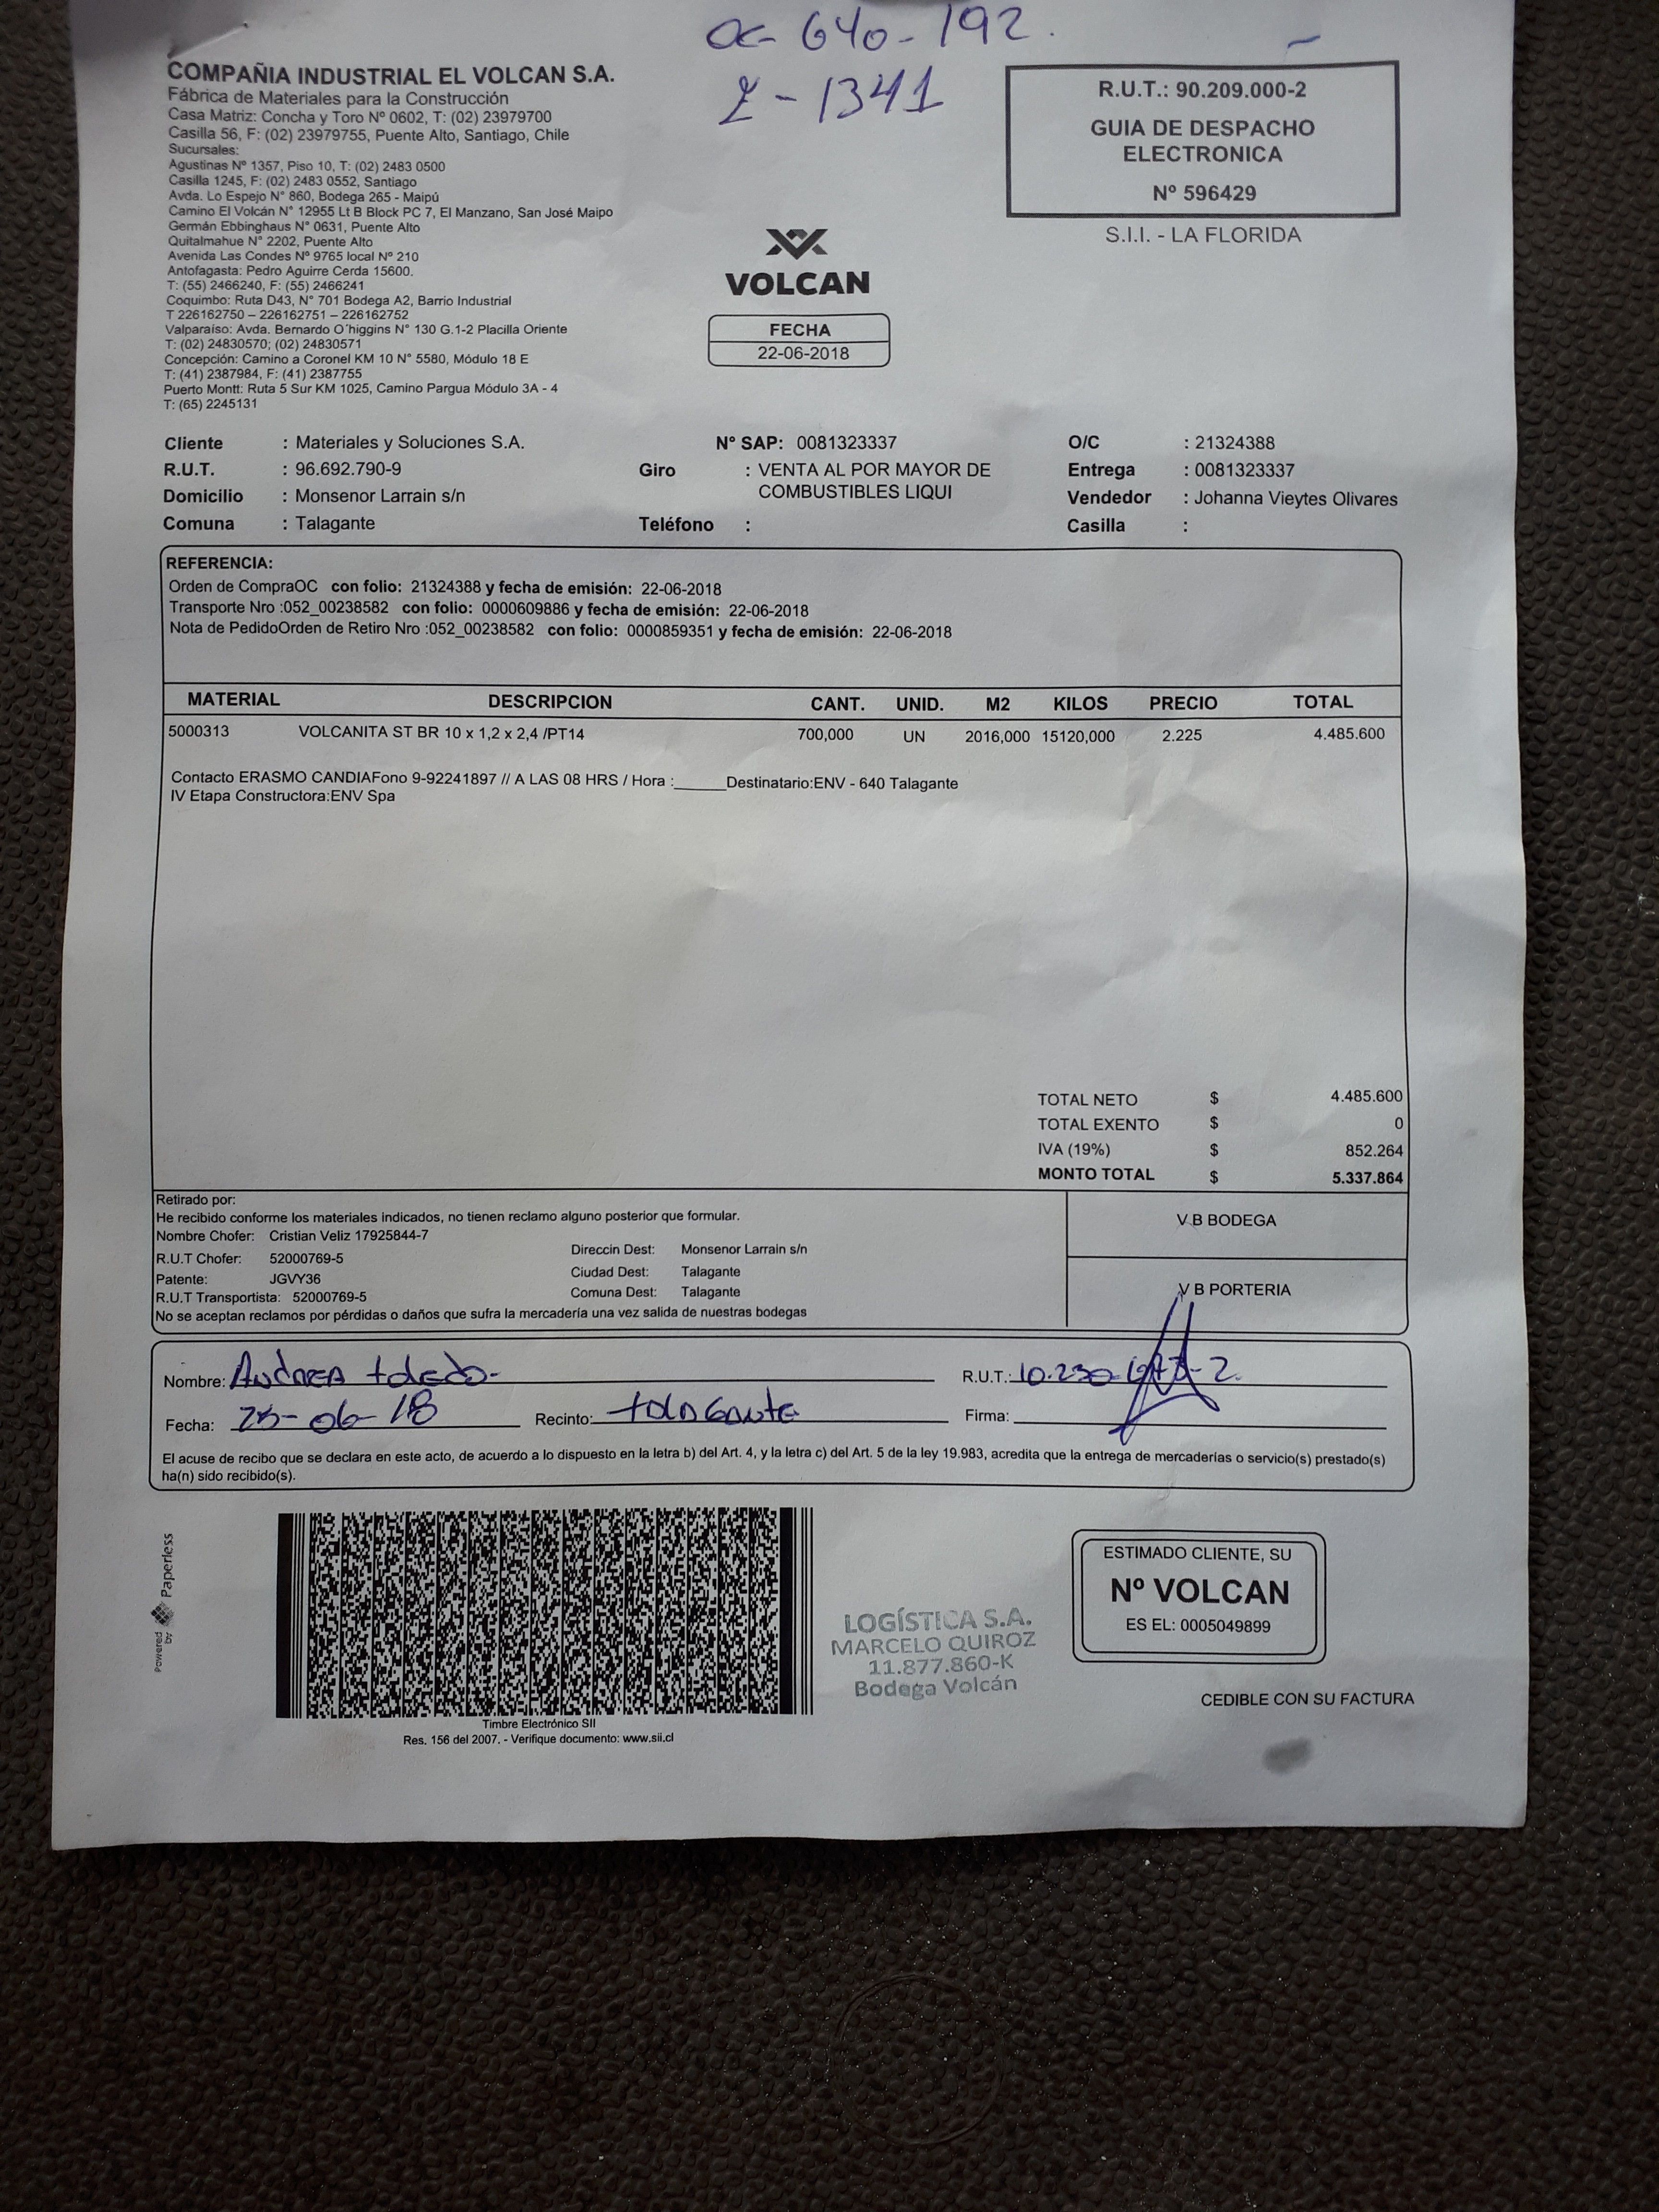 OC- 640-192.
Z-1341
COMPAÑIA INDUSTRIAL EL VOLCAN S.A.
Fábrica de Materiales para la Construcción
Casa Matriz: Concha y Toro Nº 0602, T: (02) 23979700
Casilla 56, F: (02) 23979755, Puente Alto, Santiago, Chile
Sucursales:
Agustinas Nº 1357, Piso 10, T: (02) 2483 0500
Casilla 1245, F: (02) 2483 0552, Santiago
Avda. Lo Espejo N° 860, Bodega 265 - Maipú
Camino El Volcán N° 12955 Lt B Block PC 7, El Manzano, San José Maipo
Germán Ebbinghaus N° 0631, Puente Alto
Quitalmahue N° 2202, Puente Alto
Avenida Las Condes Nº 9765 local Nº 210
Antofagasta: Pedro Aguirre Cerda 15600.
T: (55) 2466240, F: (55) 2466241
Coquimbo: Ruta D43, N° 701 Bodega A2, Barrio Industrial
T 226162750 – 226162751 – 226162752
Valparaíso: Avda. Bernardo O´higgins N° 130 G.1-2 Placilla Oriente
T: (02) 24830570; (02) 24830571
Concepción: Camino a Coronel KM 10 N° 5580, Módulo 18 E
T: (41) 2387984, F: (41) 2387755
Puerto Montt: Ruta 5 Sur KM 1025, Camino Pargua Módulo 3A - 4
T: (65) 2245131
VOLCAN
FECHA
22-06-2018
R.U.T.: 90.209.000-2
GUIA DE DESPACHO
ELECTRONICA
Nº 596429
S.I.I. - LA FLORIDA
Cliente : Materiales y Soluciones S.A. N° SAP: 0081323337 O/C : 21324388
R.U.T. : 96.692.790-9 Giro : VENTA AL POR MAYOR DE Entrega : 0081323337
COMBUSTIBLES LIQUI
Domicilio : Monsenor Larrain s/n Vendedor : Johanna Vieytes Olivares
Comuna : Talagante Teléfono : Casilla :
REFERENCIA:
Orden de CompraOC con folio: 21324388 y fecha de emisión: 22-06-2018
Transporte Nro :052_00238582 con folio: 0000609886 y fecha de emisión: 22-06-2018
Nota de PedidoOrden de Retiro Nro :052_00238582 con folio: 0000859351 y fecha de emisión: 22-06-2018
MATERIAL DESCRIPCION CANT. UNID. M2 KILOS PRECIO TOTAL
5000313 VOLCANITA ST BR 10 x 1,2 x 2,4 /PT14 700,000 UN 2016,000 15120,000 2.225 4.485.600
Contacto ERASMO CANDIAFono 9-92241897 // A LAS 08 HRS / Hora :______Destinatario:ENV - 640 Talagante
IV Etapa Constructora:ENV Spa
TOTAL NETO $ 4.485.600
TOTAL EXENTO $ 0
IVA (19%) $ 852.264
MONTO TOTAL $ 5.337.864
Retirado por:
He recibido conforme los materiales indicados, no tienen reclamo alguno posterior que formular.
Nombre Chofer: Cristian Veliz 17925844-7
R.U.T Chofer: 52000769-5 Direccin Dest: Monsenor Larrain s/n
Patente: JGVY36 Ciudad Dest: Talagante
R.U.T Transportista: 52000769-5 Comuna Dest: Talagante
No se aceptan reclamos por pérdidas o daños que sufra la mercadería una vez salida de nuestras bodegas
V B BODEGA
V B PORTERIA
Nombre: Andrea toledo- R.U.T.: 10.230
Fecha: 25-06-18 Recinto: talagante Firma:
El acuse de recibo que se declara en este acto, de acuerdo a lo dispuesto en la letra b) del Art. 4, y la letra c) del Art. 5 de la ley 19.983, acredita que la entrega de mercaderías o servicio(s) prestado(s)
ha(n) sido recibido(s).
Powered by Paperless
Timbre Electrónico SII
Res. 156 del 2007. - Verifique documento: www.sii.cl
LOGÍSTICA S.A.
MARCELO QUIROZ
11.877.860-K
Bodega Volcán
ESTIMADO CLIENTE, SU
Nº VOLCAN
ES EL: 0005049899
CEDIBLE CON SU FACTURA